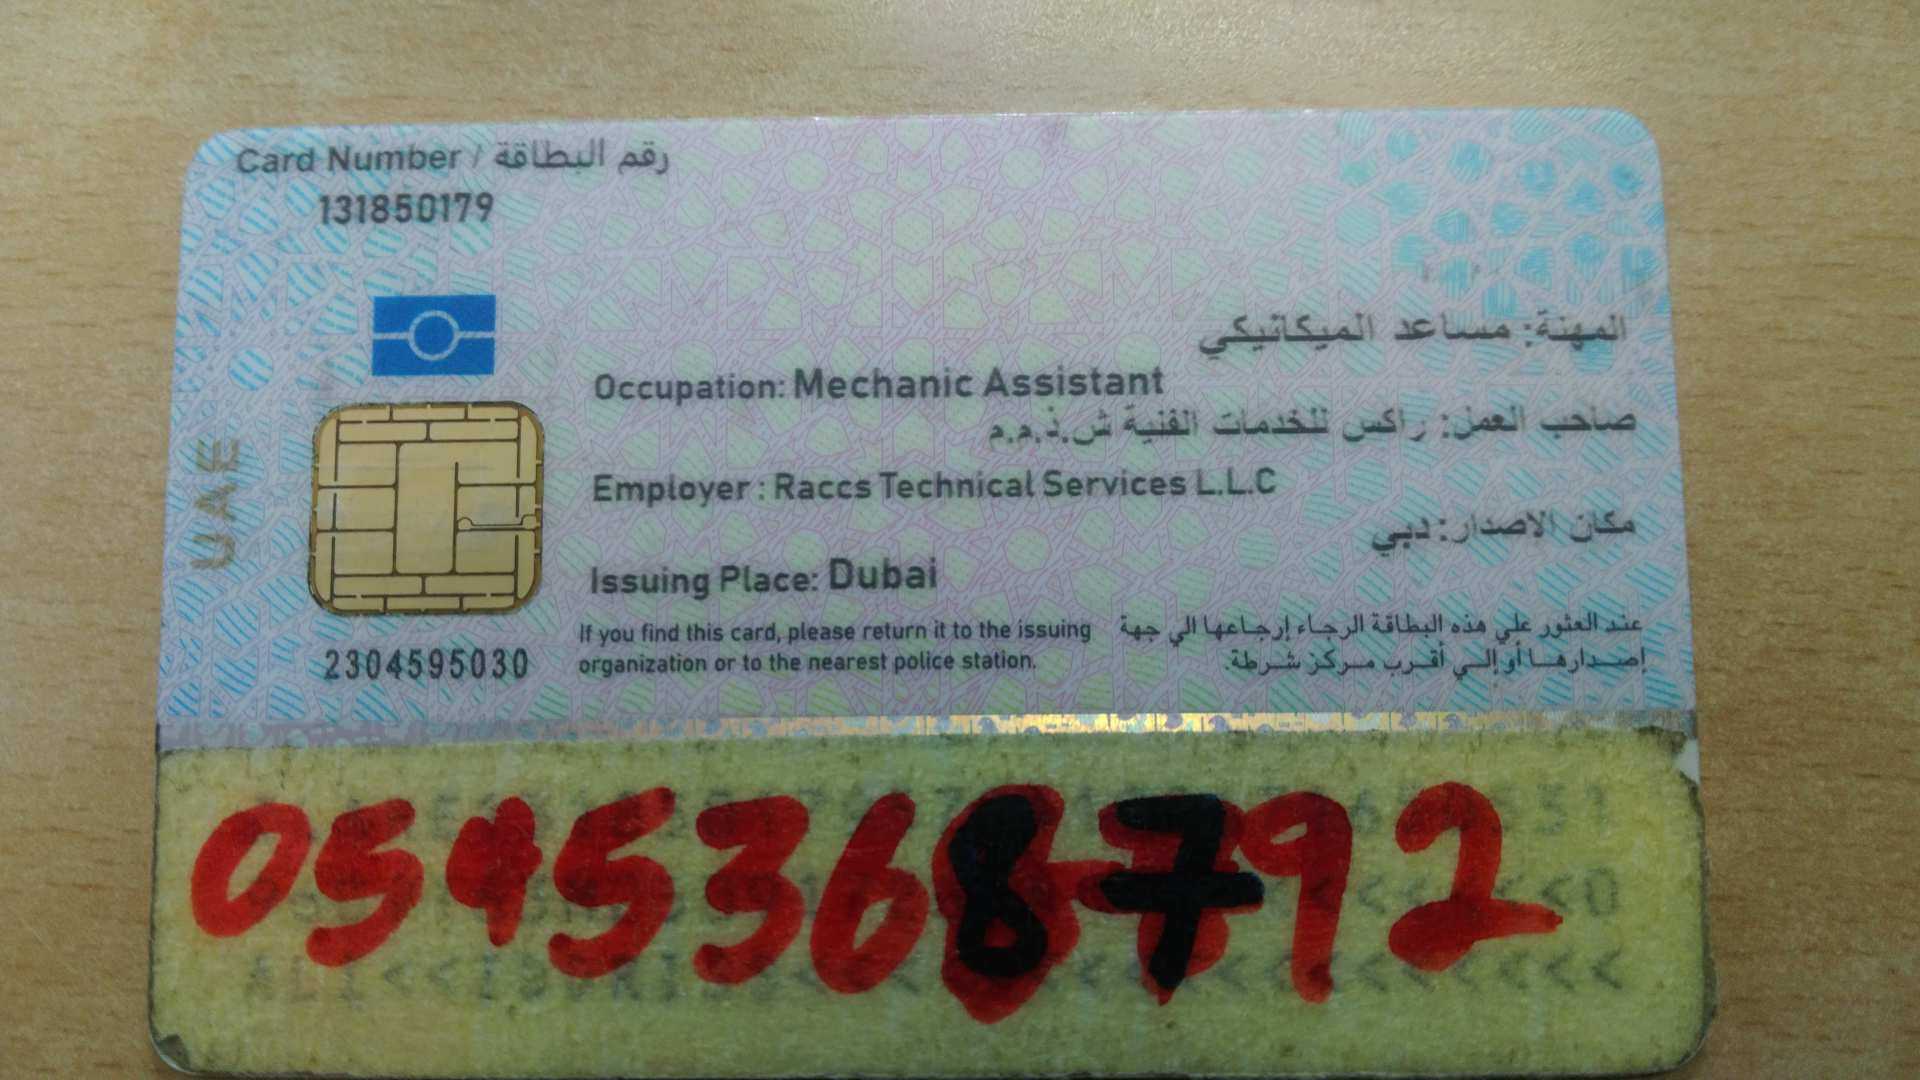 Card Number / رقم البطاقة
131850179
UAE
المهنة: مساعد الميكانيكي
Occupation: Mechanic Assistant
صاحب العمل: راكس للخدمات الفنية ش.ذ.م.م
Employer : Raccs Technical Services L.L.C
مكان الاصدار: دبي
Issuing Place: Dubai
2304595030
If you find this card, please return it to the issuing
organization or to the nearest police station.
عند العثور علي هذه البطاقة الرجاء إرجاعها الي جهة
إصدارها أو إلي أقرب مركز شرطة.
0545368792